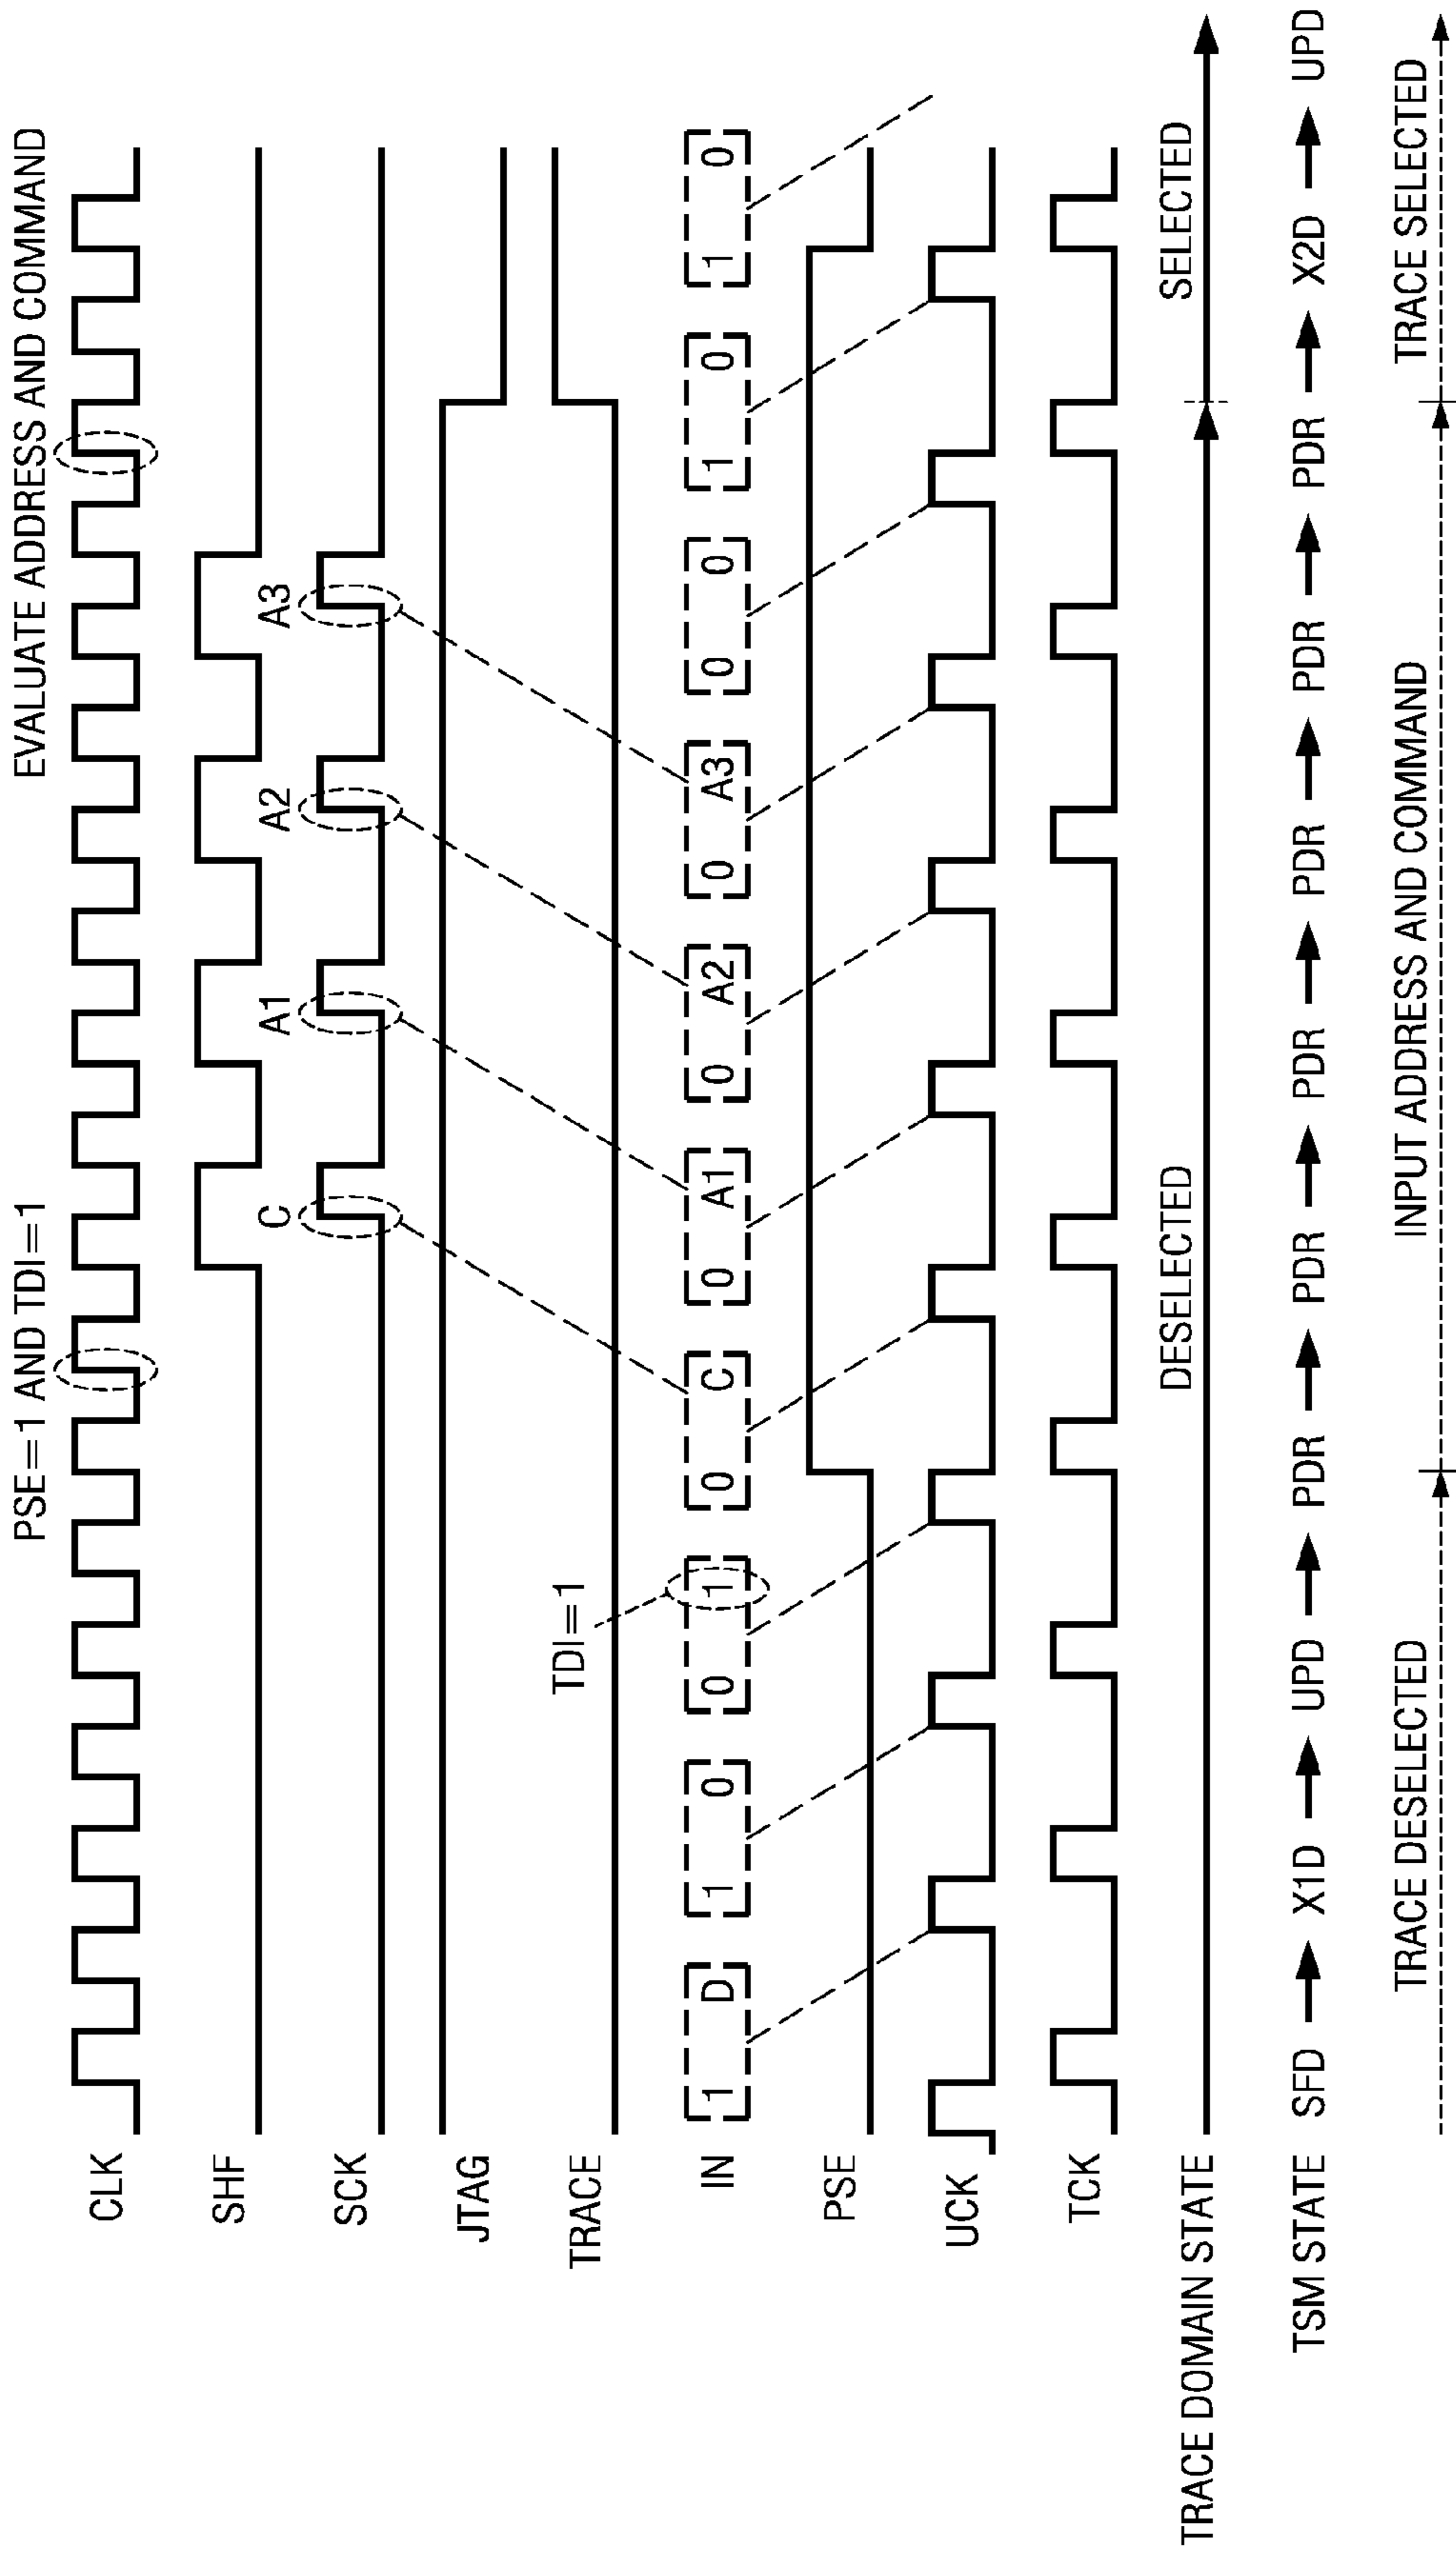 PSE=1 AND TDI=1
EVALUATE ADDRESS AND COMMAND
CLK
SHF
C A1 A2 A3
SCK
JTAG
TDI=1
TRACE
IN 1 D 1 0 0 1 0 C 0 A1 0 A2 0 A3 0 0 1 0 1 0
PSE
UCK
TCK
DESELECTED SELECTED
TRACE DOMAIN STATE
TSM STATE SFD X1D UPD PDR PDR PDR PDR PDR PDR X2D UPD
TRACE DESELECTED INPUT ADDRESS AND COMMAND TRACE SELECTED